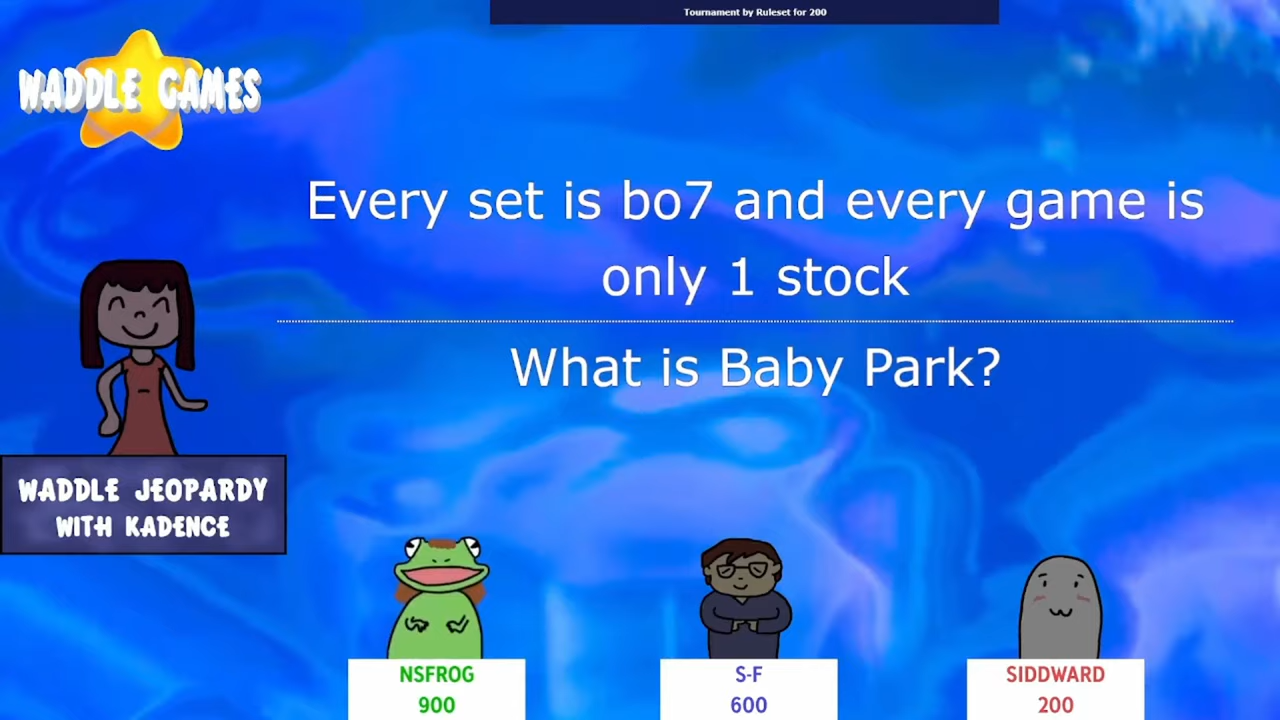 Tournament by Ruleset for 200
WADDLE GAMES
Every set is bo7 and every game is
only 1 stock
What is Baby Park?
WADDLE JEOPARDY
WITH KADENCE
NSFROG
900
S-F
600
SIDDWARD
200